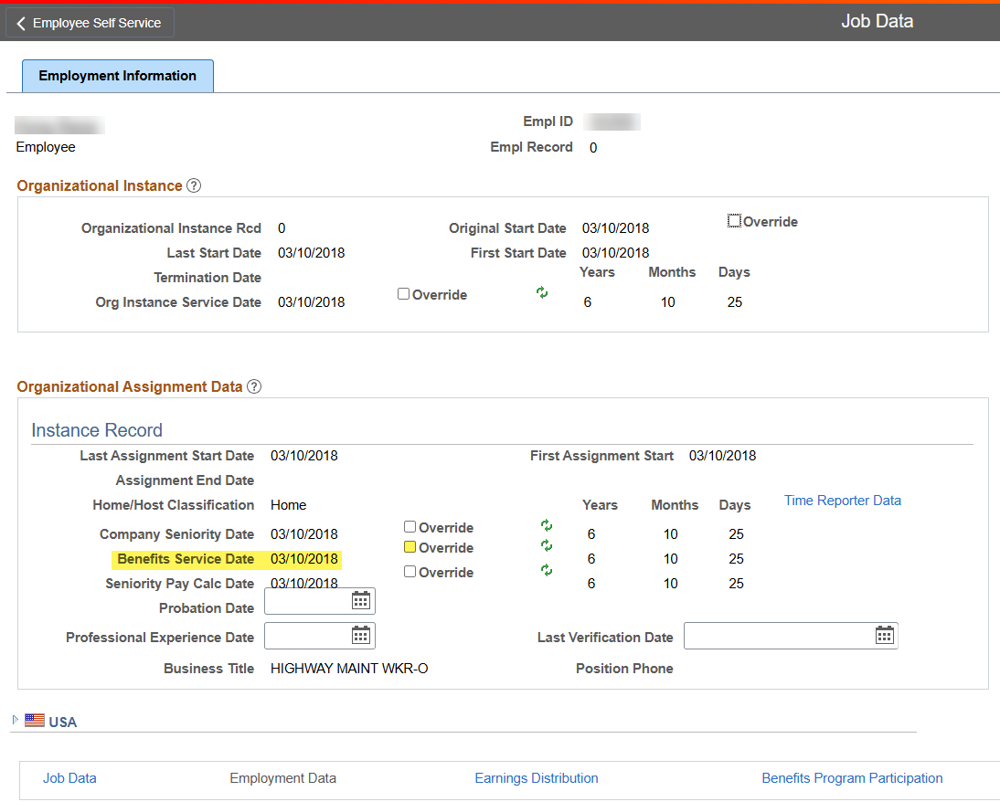 Employee Self Service Job Data
Employment Information
Empl ID
Employee Empl Record 0
Organizational Instance ?
Organizational Instance Rcd 0 Original Start Date 03/10/2018 Override
Last Start Date 03/10/2018 First Start Date 03/10/2018
Termination Date Years Months Days
Org Instance Service Date 03/10/2018 Override 6 10 25
Organizational Assignment Data ?
Instance Record
Last Assignment Start Date 03/10/2018 First Assignment Start 03/10/2018
Assignment End Date
Home/Host Classification Home Years Months Days Time Reporter Data
Company Seniority Date 03/10/2018 Override 6 10 25
Benefits Service Date 03/10/2018 Override 6 10 25
Seniority Pay Calc Date 03/10/2018 Override 6 10 25
Probation Date
Professional Experience Date Last Verification Date
Business Title HIGHWAY MAINT WKR-O Position Phone
USA
Job Data Employment Data Earnings Distribution Benefits Program Participation